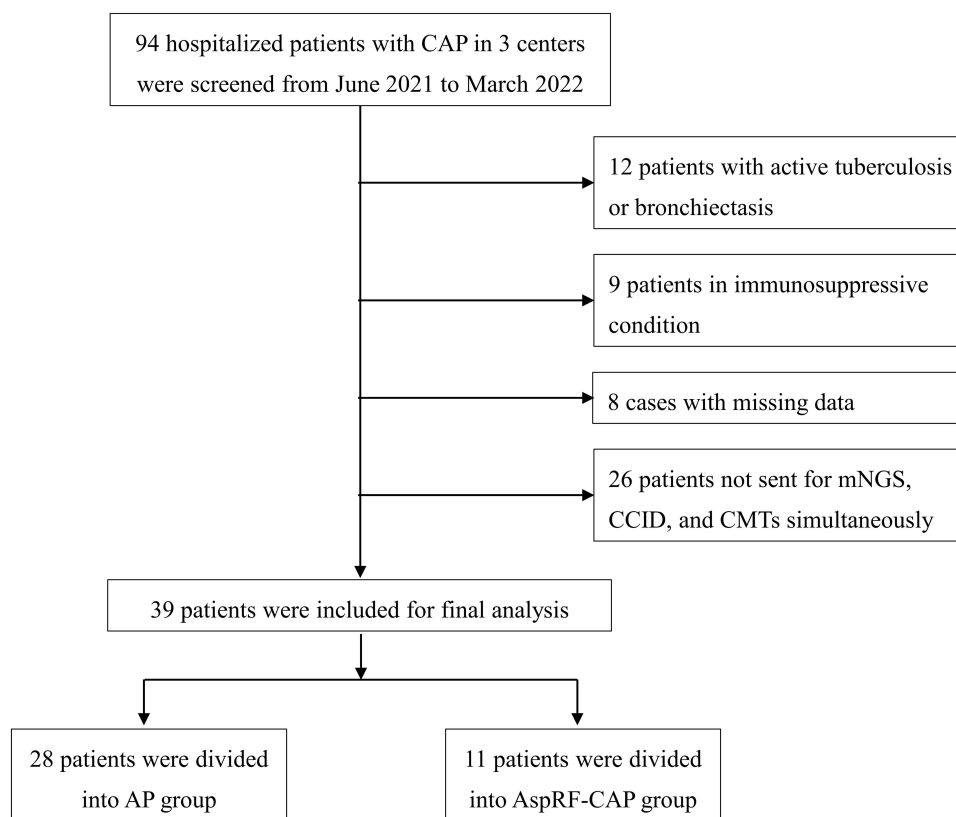 94 hospitalized patients with CAP in 3 centers
were screened from June 2021 to March 2022
12 patients with active tuberculosis
or bronchiectasis
9 patients in immunosuppressive
condition
8 cases with missing data
26 patients not sent for mNGS,
CCID, and CMTs simultaneously
39 patients were included for final analysis
28 patients were divided
into AP group
11 patients were divided
into AspRF-CAP group